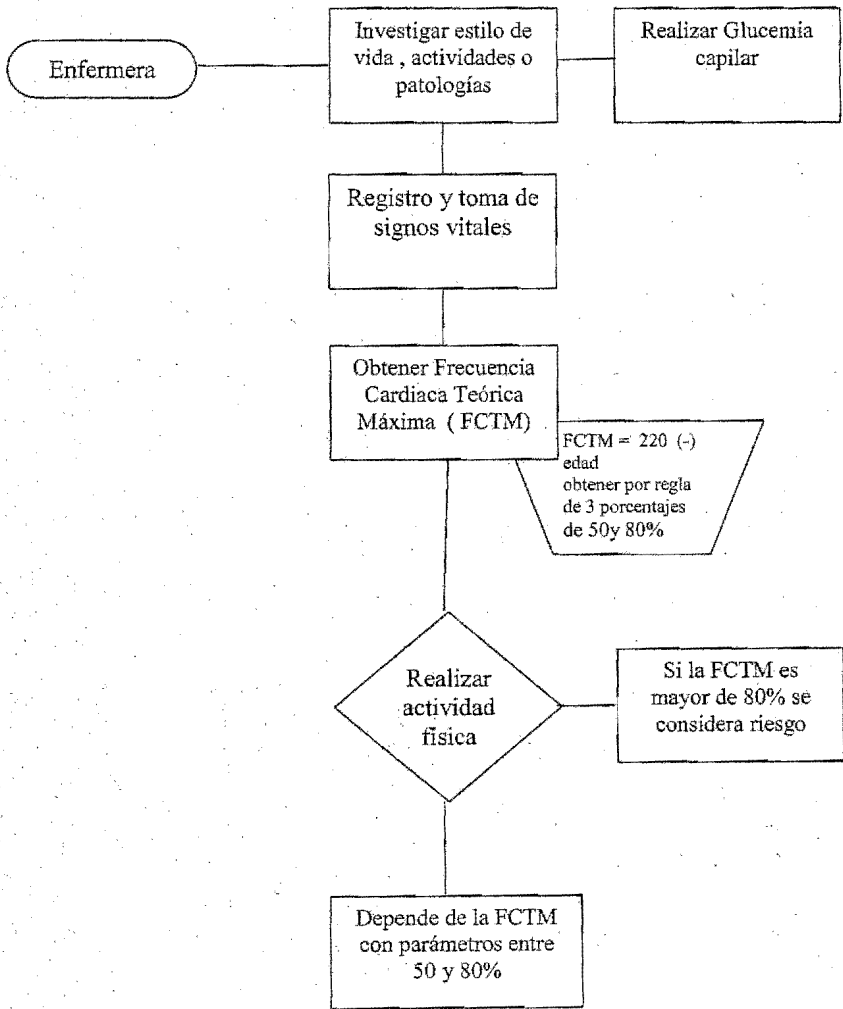 Enfermera
Investigar estilo de
vida , actividades o
patologías
Realizar Glucemia
capilar
Registro y toma de
signos vitales
Obtener Frecuencia
Cardiaca Teórica
Máxima ( FCTM)
FCTM = 220 (-)
edad
obtener por regla
de 3 porcentajes
de 50y 80%
Realizar
actividad
física
Si la FCTM es
mayor de 80% se
considera riesgo
Depende de la FCTM
con parámetros entre
50 y 80%